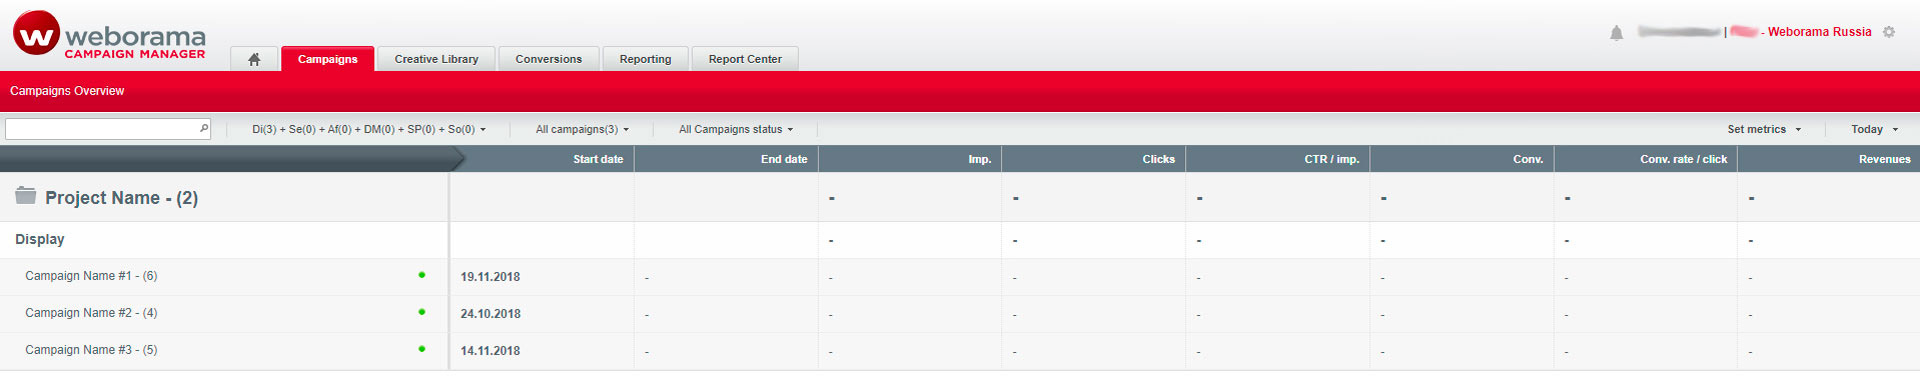 weborama
CAMPAIGN MANAGER
Campaigns
Creative Library
Conversions
Reporting
Report Center
| - Weborama Russia
Campaigns Overview
Di(3) + Se(0) + Af(0) + DM(0) + SP(0) + So(0)
All campaigns(3)
All Campaigns status
Set metrics
Today
Start date End date Imp. Clicks CTR / imp. Conv. Conv. rate / click Revenues
Project Name - (2) - - - - - -
Display - - - - - -
Campaign Name #1 - (6) 19.11.2018 - - - - - - -
Campaign Name #2 - (4) 24.10.2018 - - - - - - -
Campaign Name #3 - (5) 14.11.2018 - - - - - - -